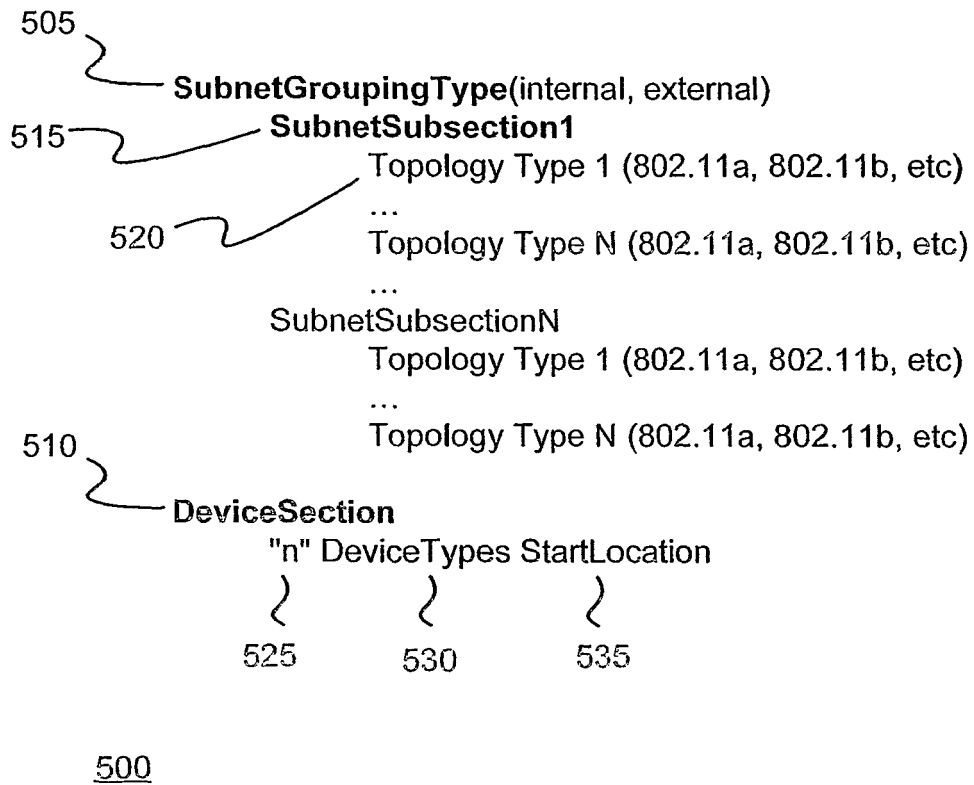 505
SubnetGroupingType(internal, external)
515
SubnetSubsection1
Topology Type 1 (802.11a, 802.11b, etc)
520
...
Topology Type N (802.11a, 802.11b, etc)
...
SubnetSubsectionN
Topology Type 1 (802.11a, 802.11b, etc)
...
Topology Type N (802.11a, 802.11b, etc)
510
DeviceSection
"n" DeviceTypes StartLocation
525 530 535
500